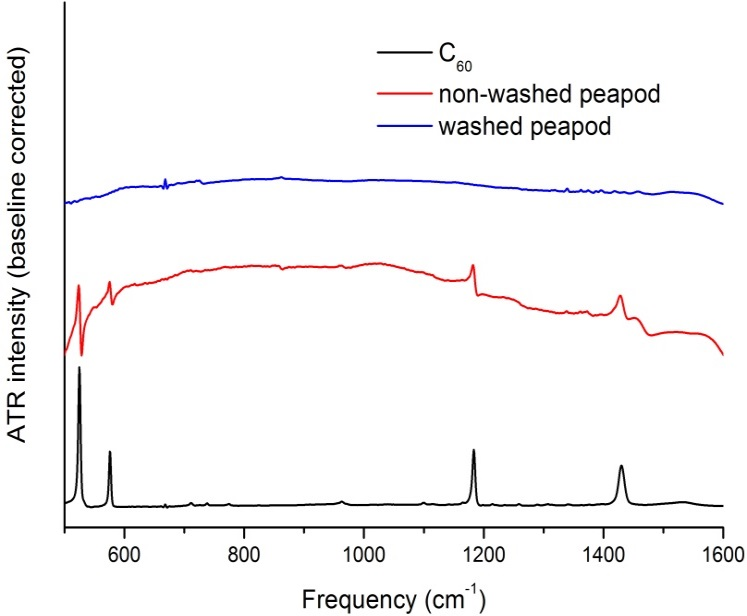 ATR intensity (baseline corrected)
C₆₀
non-washed peapod
washed peapod
600 800 1000 1200 1400 1600
Frequency (cm⁻¹)